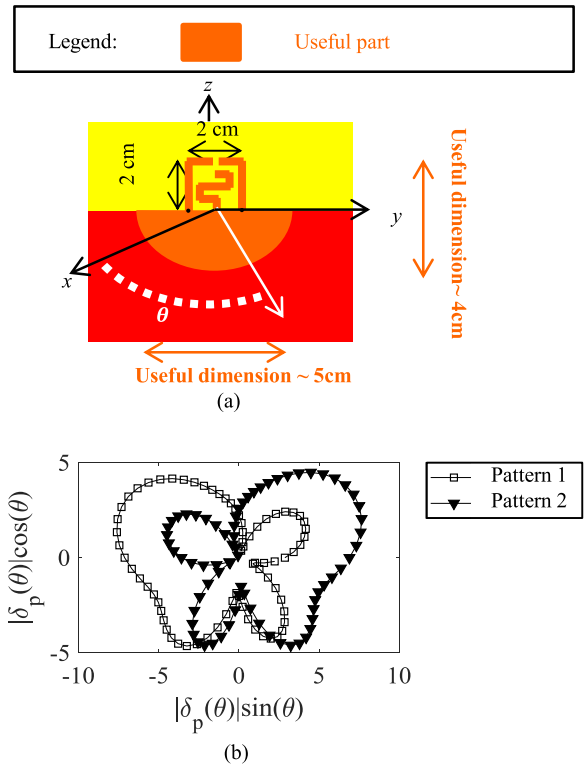 Legend: Useful part
z
2 cm
2 cm
y
x
θ
Useful dimension~ 4cm
Useful dimension ~ 5cm
(a)
5
0
-5
-10 -5 0 5 10
|δp(θ)|cos(θ)
|δp(θ)|sin(θ)
Pattern 1
Pattern 2
(b)